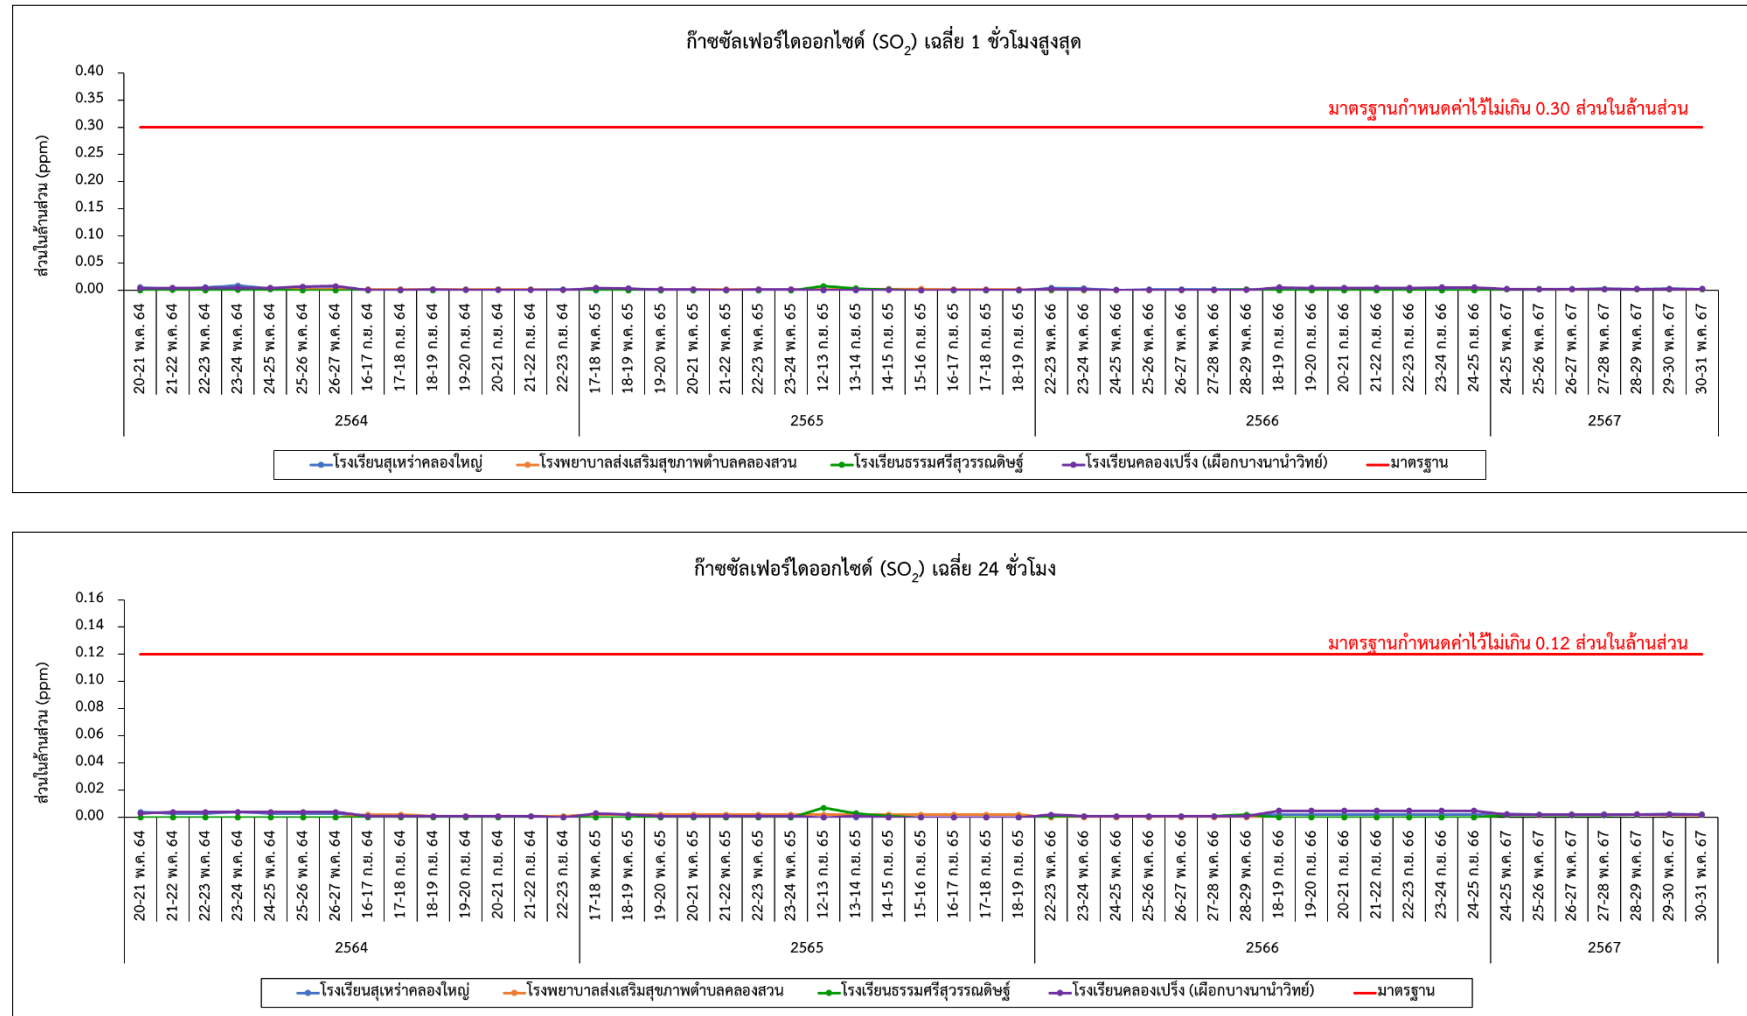 ก๊าซซัลเฟอร์ไดออกไซด์ (SO2) เฉลี่ย 1 ชั่วโมงสูงสุด
ส่วนในล้านส่วน (ppm)
0.40
0.35
0.30
0.25
0.20
0.15
0.10
0.05
0.00
มาตรฐานกำหนดค่าไว้ไม่เกิน 0.30 ส่วนในล้านส่วน
20-21 พ.ค. 64
21-22 พ.ค. 64
22-23 พ.ค. 64
23-24 พ.ค. 64
24-25 พ.ค. 64
25-26 พ.ค. 64
26-27 พ.ค. 64
16-17 ก.ย. 64
17-18 ก.ย. 64
18-19 ก.ย. 64
19-20 ก.ย. 64
20-21 ก.ย. 64
21-22 ก.ย. 64
22-23 ก.ย. 64
17-18 พ.ค. 65
18-19 พ.ค. 65
19-20 พ.ค. 65
20-21 พ.ค. 65
21-22 พ.ค. 65
22-23 พ.ค. 65
23-24 พ.ค. 65
12-13 ก.ย. 65
13-14 ก.ย. 65
14-15 ก.ย. 65
15-16 ก.ย. 65
16-17 ก.ย. 65
17-18 ก.ย. 65
18-19 ก.ย. 65
22-23 พ.ค. 66
23-24 พ.ค. 66
24-25 พ.ค. 66
25-26 พ.ค. 66
26-27 พ.ค. 66
27-28 พ.ค. 66
28-29 พ.ค. 66
18-19 ก.ย. 66
19-20 ก.ย. 66
20-21 ก.ย. 66
21-22 ก.ย. 66
22-23 ก.ย. 66
23-24 ก.ย. 66
24-25 ก.ย. 66
24-25 พ.ค. 67
25-26 พ.ค. 67
26-27 พ.ค. 67
27-28 พ.ค. 67
28-29 พ.ค. 67
29-30 พ.ค. 67
30-31 พ.ค. 67
2564 2565 2566 2567
โรงเรียนสุเหร่าคลองใหญ่ โรงพยาบาลส่งเสริมสุขภาพตำบลคลองสวน โรงเรียนธรรมศรีสุวรรณดิษฐ์ โรงเรียนคลองเปร็ง (เผือกบางนานำวิทย์) มาตรฐาน
ก๊าซซัลเฟอร์ไดออกไซด์ (SO2) เฉลี่ย 24 ชั่วโมง
ส่วนในล้านส่วน (ppm)
0.16
0.14
0.12
0.10
0.08
0.06
0.04
0.02
0.00
มาตรฐานกำหนดค่าไว้ไม่เกิน 0.12 ส่วนในล้านส่วน
20-21 พ.ค. 64
21-22 พ.ค. 64
22-23 พ.ค. 64
23-24 พ.ค. 64
24-25 พ.ค. 64
25-26 พ.ค. 64
26-27 พ.ค. 64
16-17 ก.ย. 64
17-18 ก.ย. 64
18-19 ก.ย. 64
19-20 ก.ย. 64
20-21 ก.ย. 64
21-22 ก.ย. 64
22-23 ก.ย. 64
17-18 พ.ค. 65
18-19 พ.ค. 65
19-20 พ.ค. 65
20-21 พ.ค. 65
21-22 พ.ค. 65
22-23 พ.ค. 65
23-24 พ.ค. 65
12-13 ก.ย. 65
13-14 ก.ย. 65
14-15 ก.ย. 65
15-16 ก.ย. 65
16-17 ก.ย. 65
17-18 ก.ย. 65
18-19 ก.ย. 65
22-23 พ.ค. 66
23-24 พ.ค. 66
24-25 พ.ค. 66
25-26 พ.ค. 66
26-27 พ.ค. 66
27-28 พ.ค. 66
28-29 พ.ค. 66
18-19 ก.ย. 66
19-20 ก.ย. 66
20-21 ก.ย. 66
21-22 ก.ย. 66
22-23 ก.ย. 66
23-24 ก.ย. 66
24-25 ก.ย. 66
24-25 พ.ค. 67
25-26 พ.ค. 67
26-27 พ.ค. 67
27-28 พ.ค. 67
28-29 พ.ค. 67
29-30 พ.ค. 67
30-31 พ.ค. 67
2564 2565 2566 2567
โรงเรียนสุเหร่าคลองใหญ่ โรงพยาบาลส่งเสริมสุขภาพตำบลคลองสวน โรงเรียนธรรมศรีสุวรรณดิษฐ์ โรงเรียนคลองเปร็ง (เผือกบางนานำวิทย์) มาตรฐาน